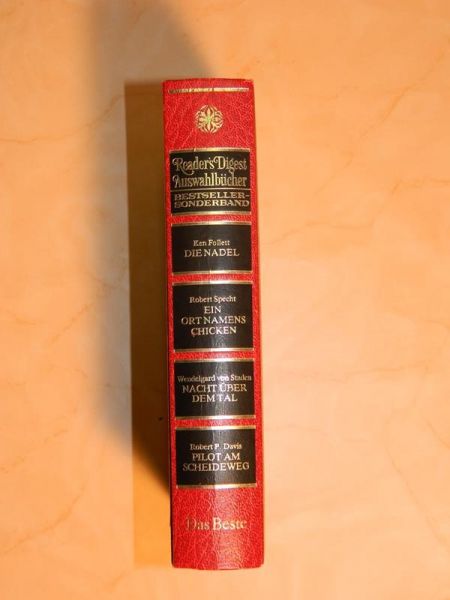 Reader's Digest
Auswahlbücher
BESTSELLER-
SONDERBAND
Ken Follett
DIE NADEL
Robert Specht
EIN
ORT NAMENS
CHICKEN
Wendelgard von Staden
NACHT ÜBER
DEM TAL
Robert P. Davis
PILOT AM
SCHEIDEWEG
Das Beste